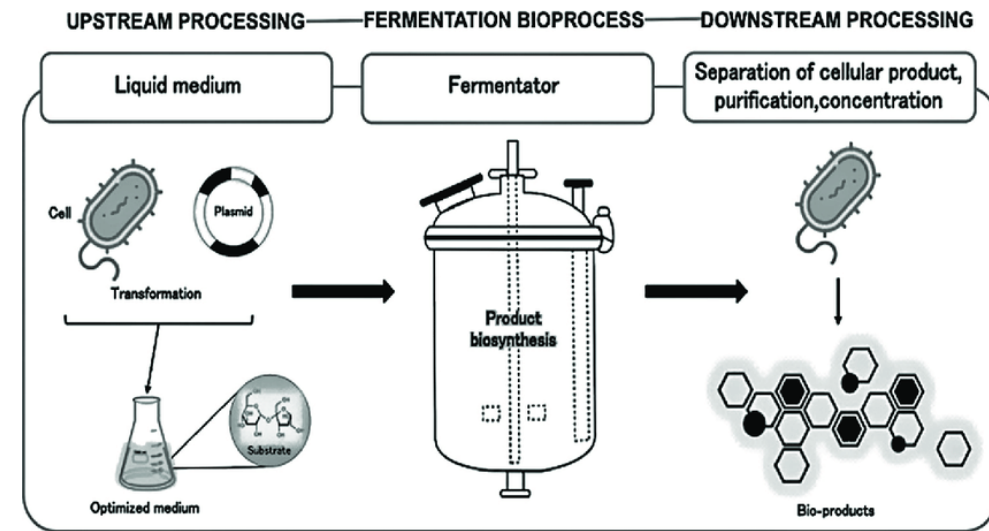 UPSTREAM PROCESSING FERMENTATION BIOPROCESS DOWNSTREAM PROCESSING
Liquid medium
Fermentator
Separation of cellular product,
purification,concentration
Cell
Plasmid
Transformation
Substrate
Optimized medium
Product
biosynthesis
Bio-products